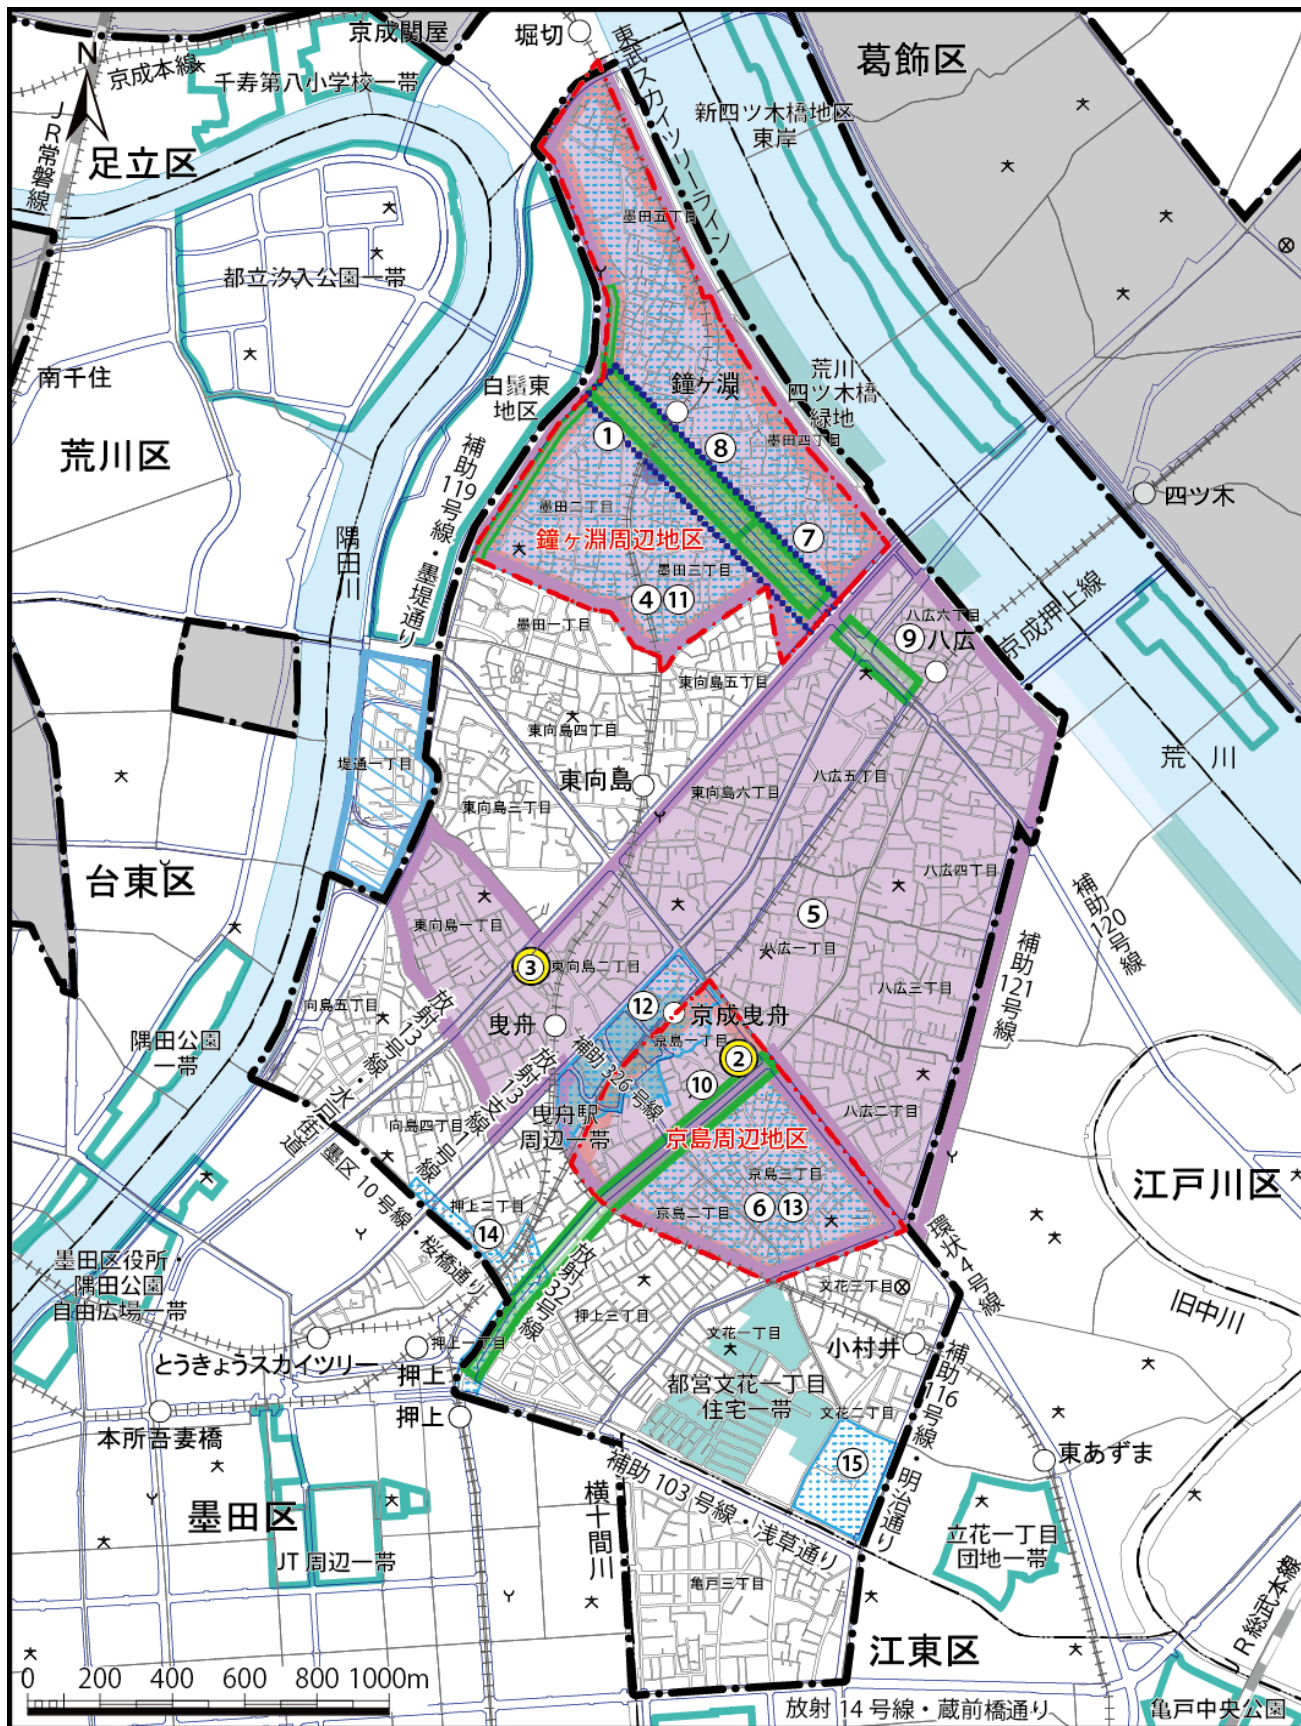 京成関屋
堀切
N
京成本線
千寿第八小学校一帯
東武スカイツリーライン
葛飾区
新四ツ木橋地区
東岸
JR常磐線
足立区
墨田五丁目
都立汐入公園一帯
南千住
白鬚東
地区
鐘ヶ淵
荒川
四ツ木橋
緑地
墨田四丁目
①
⑧
荒川区
補助119号線・墨堤通り
四ツ木
墨田二丁目
⑦
鐘ヶ淵周辺地区
隅田川
墨田三丁目
④
⑪
墨田一丁目
八広六丁目
⑨
八広
京成押上線
東向島五丁目
東向島四丁目
堤通一丁目
荒川
東向島
八広五丁目
東向島六丁目
東向島三丁目
台東区
八広四丁目
補助120号線
⑤
東向島一丁目
八広一丁目
補助121号線
③
東向島二丁目
八広三丁目
向島五丁目
放射13号線・水戸街道
⑫
京成曳舟
曳舟
隅田公園
一帯
京島一丁目
②
補助326号線
放射13支線1号線
⑩
八広二丁目
曳舟駅
周辺一帯
向島四丁目
京島周辺地区
墨区10号線・桜橋通り
京島三丁目
江戸川区
押上二丁目
京島二丁目
⑥
⑬
⑭
環状4号線
放射32号線
墨田区役所・
隅田公園
自由広場一帯
文花三丁目
旧中川
押上三丁目
文花一丁目
小村井
とうきょうスカイツリー
押上一丁目
押上
補助116号線・明治通り
都営文花一丁目
住宅一帯
文花二丁目
本所吾妻橋
押上
東あずま
⑮
補助103号線・浅草通り
横十間川
墨田区
立花一丁目
団地一帯
JT周辺一帯
亀戸三丁目
JR総武本線
江東区
0 200 400 600 800 1000m
放射14号線・蔵前橋通り
亀戸中央公園